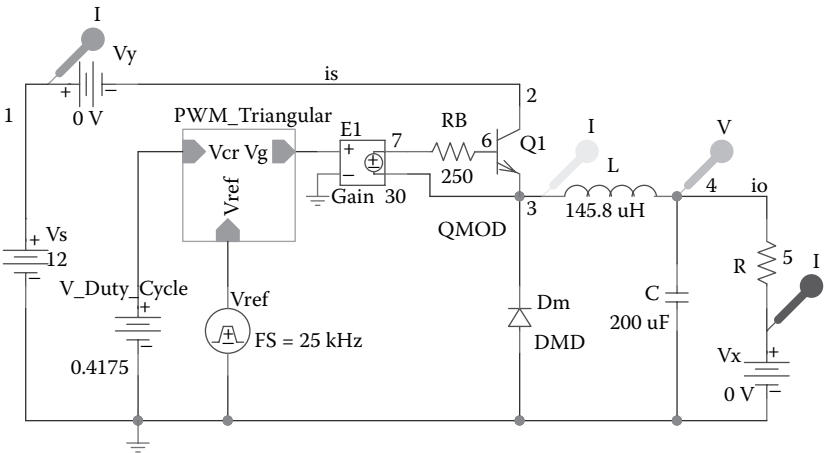 I
Vy
+ −
0 V
is
1
2
PWM_Triangular
Vcr Vg
Vref
E1
+
−
Gain 30
7
RB
250
6
Q1
QMOD
3
I
L
145.8 uH
V
4
io
+
Vs
12
−
V_Duty_Cycle
+
−
0.4175
Vref
FS = 25 kHz
Dm
DMD
C
200 uF
R
5
I
Vx
+
0 V
−